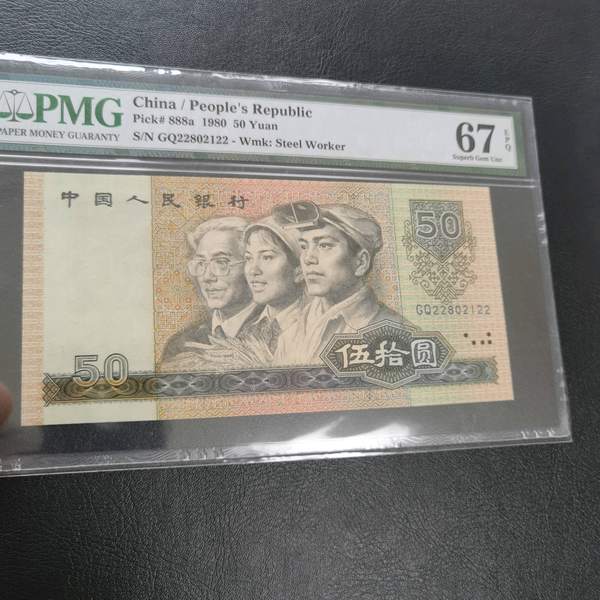 PMG
PAPER MONEY GUARANTY
China / People's Republic
Pick# 888a 1980 50 Yuan
S/N GQ22802122 - Wmk: Steel Worker
67 EPQ
Superb Gem Unc
中国人民银行
50
GQ22802122
50
伍拾圆